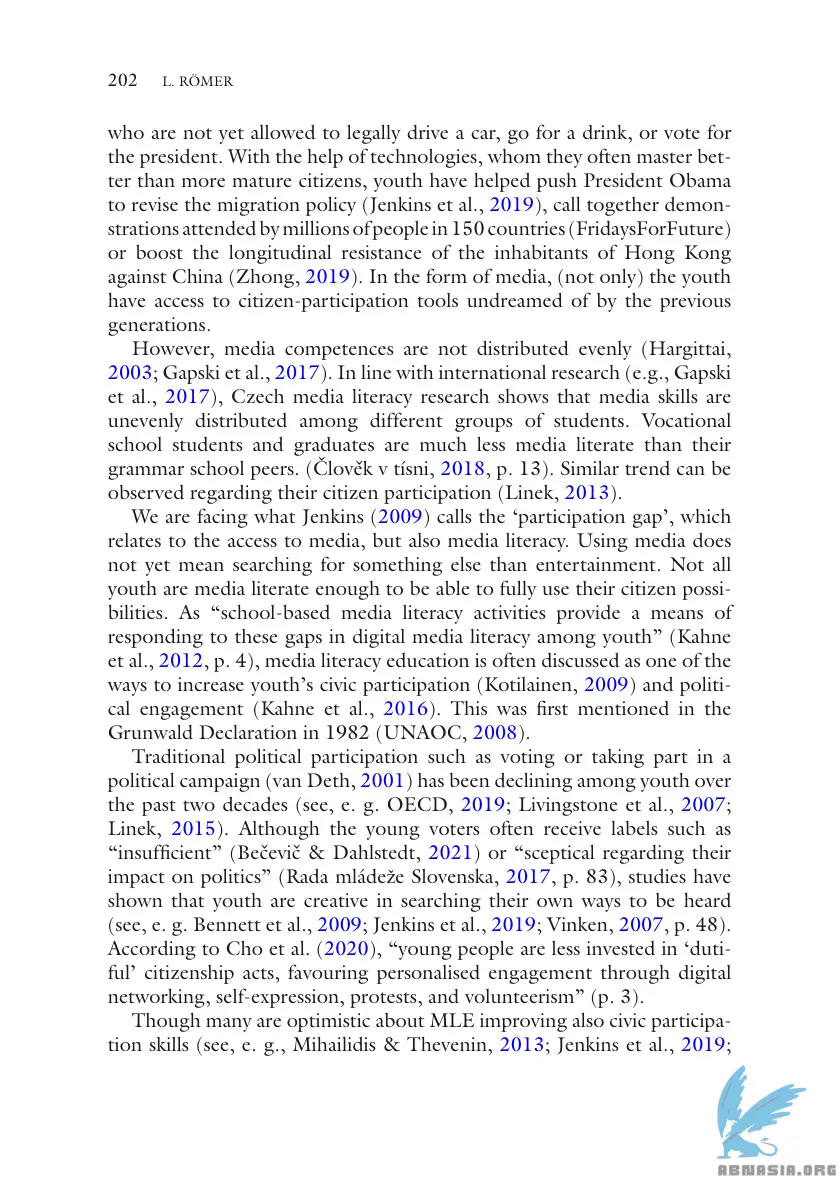 202 L. RÖMER
who are not yet allowed to legally drive a car, go for a drink, or vote for
the president. With the help of technologies, whom they often master bet-
ter than more mature citizens, youth have helped push President Obama
to revise the migration policy (Jenkins et al., 2019), call together demon-
strations attended by millions of people in 150 countries (FridaysForFuture)
or boost the longitudinal resistance of the inhabitants of Hong Kong
against China (Zhong, 2019). In the form of media, (not only) the youth
have access to citizen-participation tools undreamed of by the previous
generations.
However, media competences are not distributed evenly (Hargittai,
2003; Gapski et al., 2017). In line with international research (e.g., Gapski
et al., 2017), Czech media literacy research shows that media skills are
unevenly distributed among different groups of students. Vocational
school students and graduates are much less media literate than their
grammar school peers. (Člověk v tísni, 2018, p. 13). Similar trend can be
observed regarding their citizen participation (Linek, 2013).
We are facing what Jenkins (2009) calls the ‘participation gap’, which
relates to the access to media, but also media literacy. Using media does
not yet mean searching for something else than entertainment. Not all
youth are media literate enough to be able to fully use their citizen possi-
bilities. As “school-based media literacy activities provide a means of
responding to these gaps in digital media literacy among youth” (Kahne
et al., 2012, p. 4), media literacy education is often discussed as one of the
ways to increase youth’s civic participation (Kotilainen, 2009) and politi-
cal engagement (Kahne et al., 2016). This was first mentioned in the
Grunwald Declaration in 1982 (UNAOC, 2008).
Traditional political participation such as voting or taking part in a
political campaign (van Deth, 2001) has been declining among youth over
the past two decades (see, e. g. OECD, 2019; Livingstone et al., 2007;
Linek, 2015). Although the young voters often receive labels such as
“insufficient” (Bečevič & Dahlstedt, 2021) or “sceptical regarding their
impact on politics” (Rada mládeže Slovenska, 2017, p. 83), studies have
shown that youth are creative in searching their own ways to be heard
(see, e. g. Bennett et al., 2009; Jenkins et al., 2019; Vinken, 2007, p. 48).
According to Cho et al. (2020), “young people are less invested in ‘duti-
ful’ citizenship acts, favouring personalised engagement through digital
networking, self-expression, protests, and volunteerism” (p. 3).
Though many are optimistic about MLE improving also civic participa-
tion skills (see, e. g., Mihailidis & Thevenin, 2013; Jenkins et al., 2019;
ABNASIA.ORG